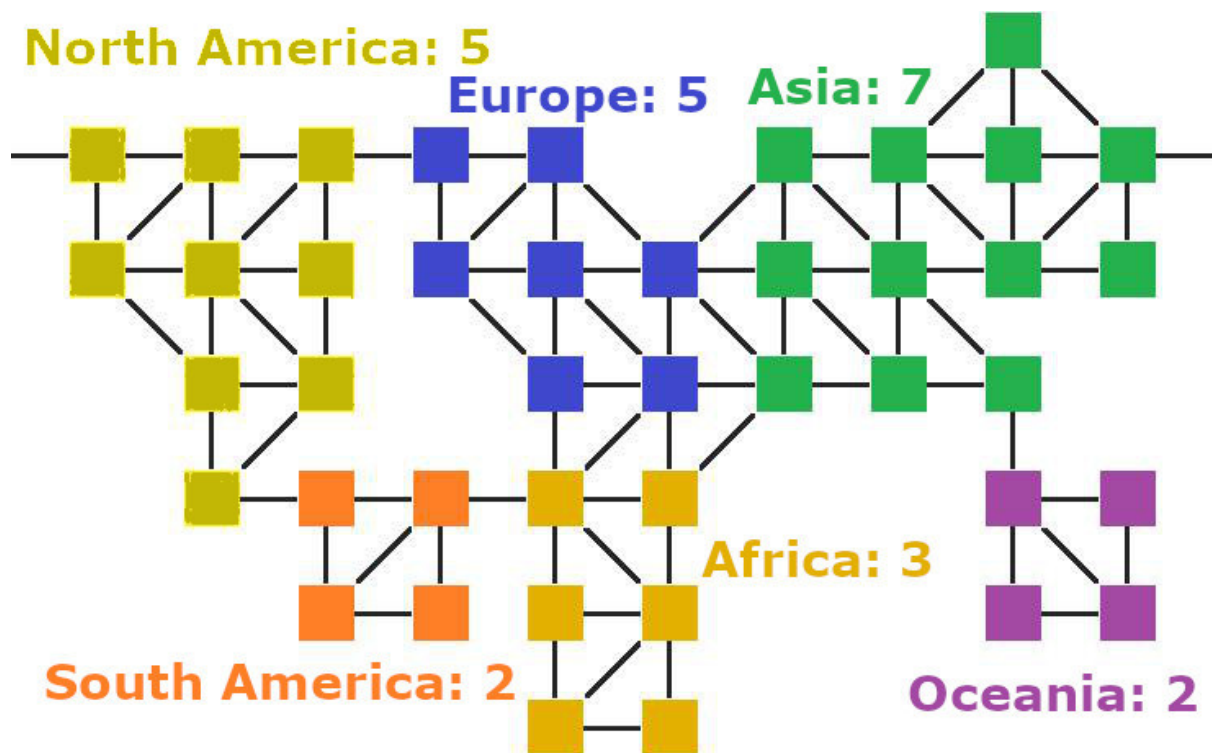 North America: 5
Europe: 5
Asia: 7
Africa: 3
South America: 2
Oceania: 2